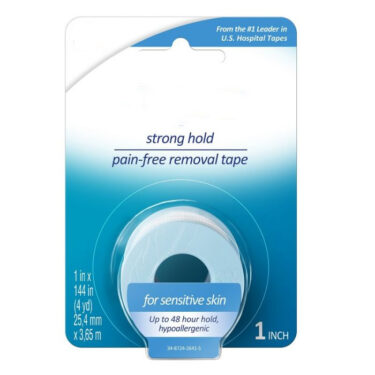 From the #1 Leader in
U.S. Hospital Tapes
strong hold
pain-free removal tape
1 in x
144 in
(4 yd)
25,4 mm
x 3,65 m
for sensitive skin
Up to 48 hour hold,
hypoallergenic
1 INCH